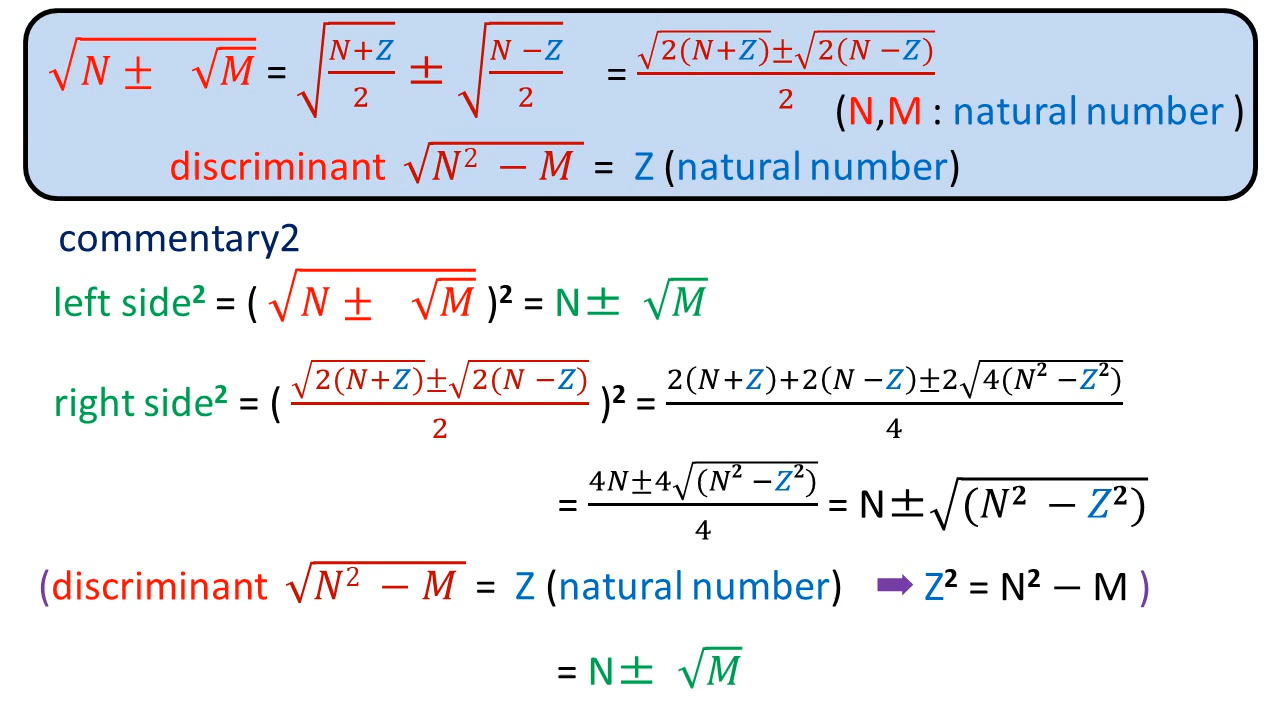 √(N ± √M) = √((N+Z)/2) ± √((N −Z)/2) = (√(2(N+Z))±√(2(N −Z)))/2
(N,M : natural number )
discriminant √(N² − M) = Z (natural number)
commentary2
left side² = ( √(N ± √M) )² = N± √M
right side² = ( (√(2(N+Z))±√(2(N −Z)))/2 )² = (2(N+Z)+2(N −Z)±2√(4(N² −Z²)))/4
= (4N±4√((N² −Z²)))/4 = N±√((N² − Z²))
(discriminant √(N² − M) = Z (natural number) ➡ Z² = N² − M )
= N± √M